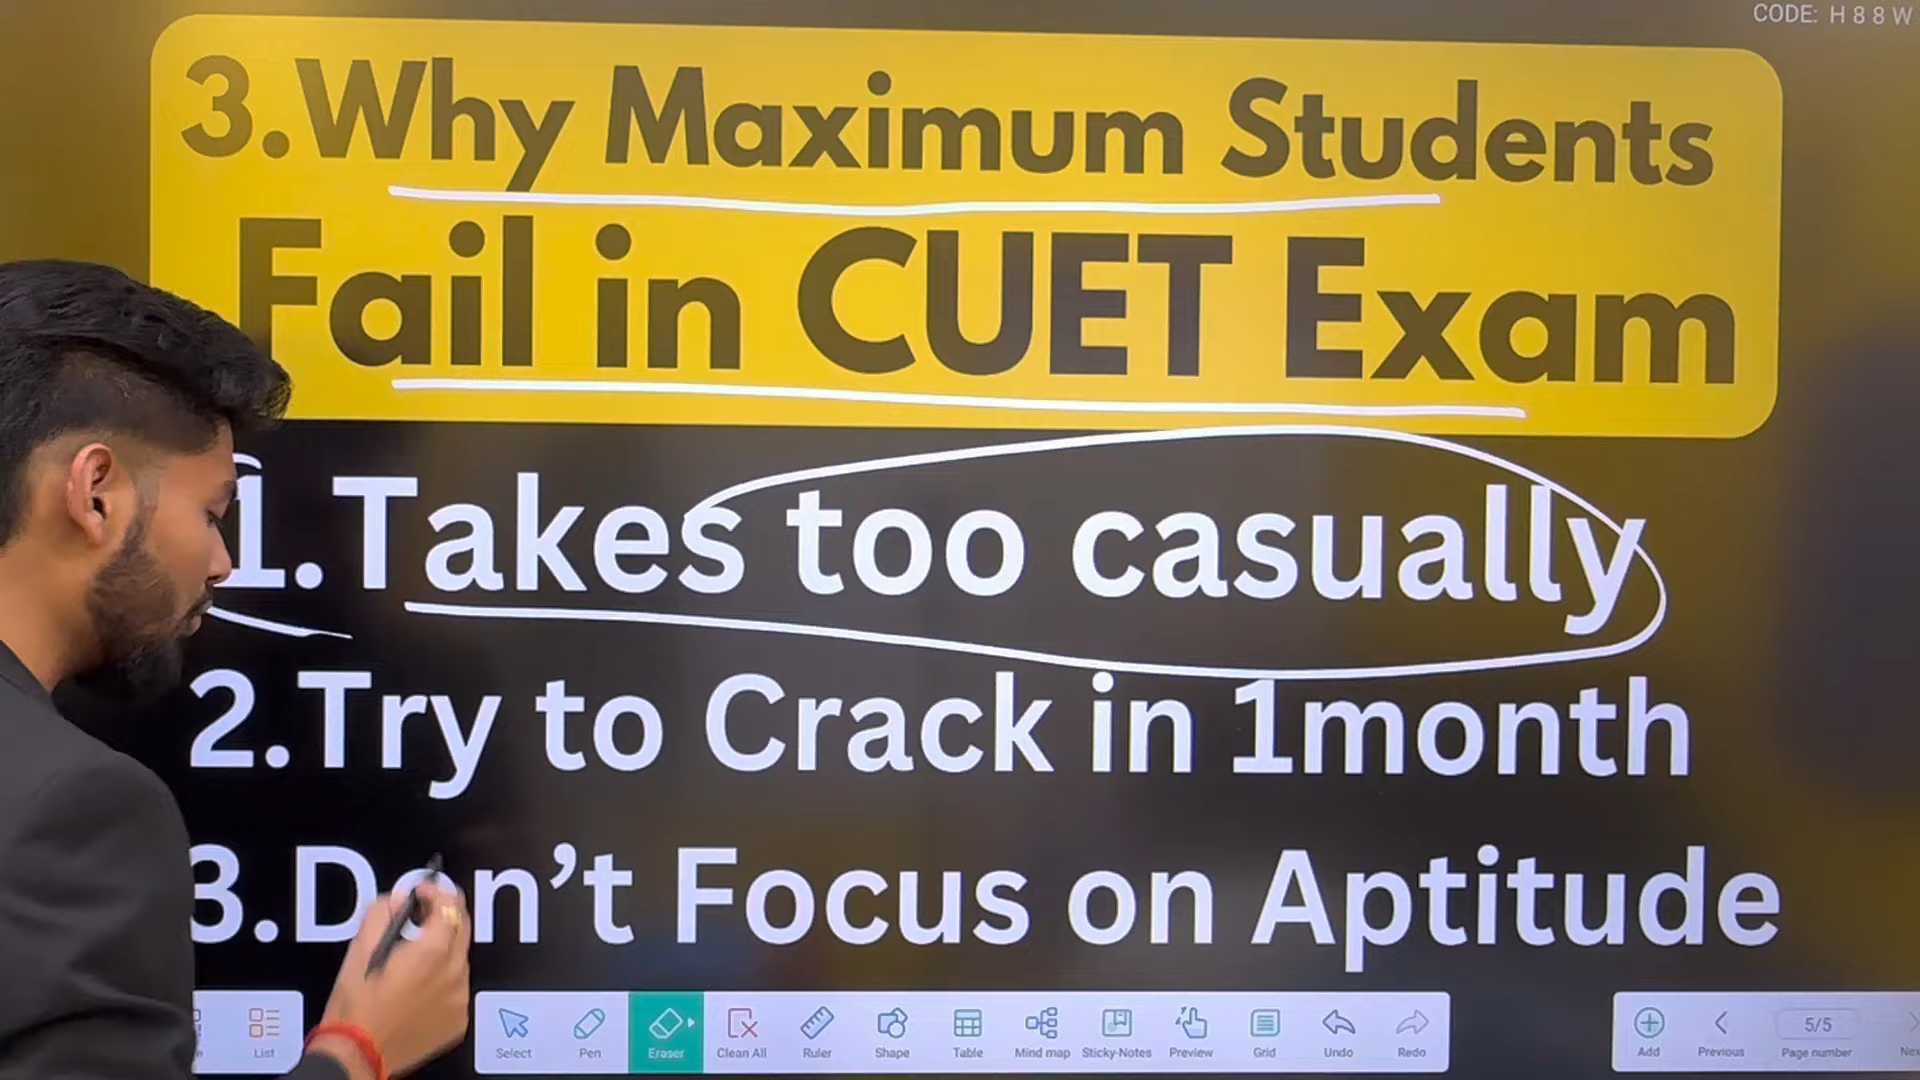 CODE: H 8 8 W
3.Why Maximum Students
Fail in CUET Exam
1.Takes too casually
2.Try to Crack in 1month
3.Don’t Focus on Aptitude
List
Select
Pen
Eraser
Clean All
Ruler
Shape
Table
Mind map
Sticky-Notes
Preview
Grid
Undo
Redo
Add
Previous
5/5
Page number